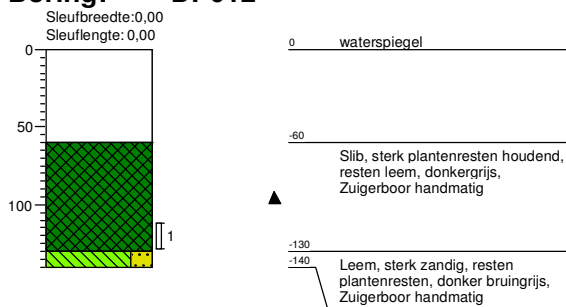 Sleufbreedte:0,00
Sleuflengte: 0,00
0
50
100
1
0
waterspiegel
-60
Slib, sterk plantenresten houdend,
resten leem, donkergrijs,
Zuigerboor handmatig
-130
-140
Leem, sterk zandig, resten
plantenresten, donker bruingrijs,
Zuigerboor handmatig